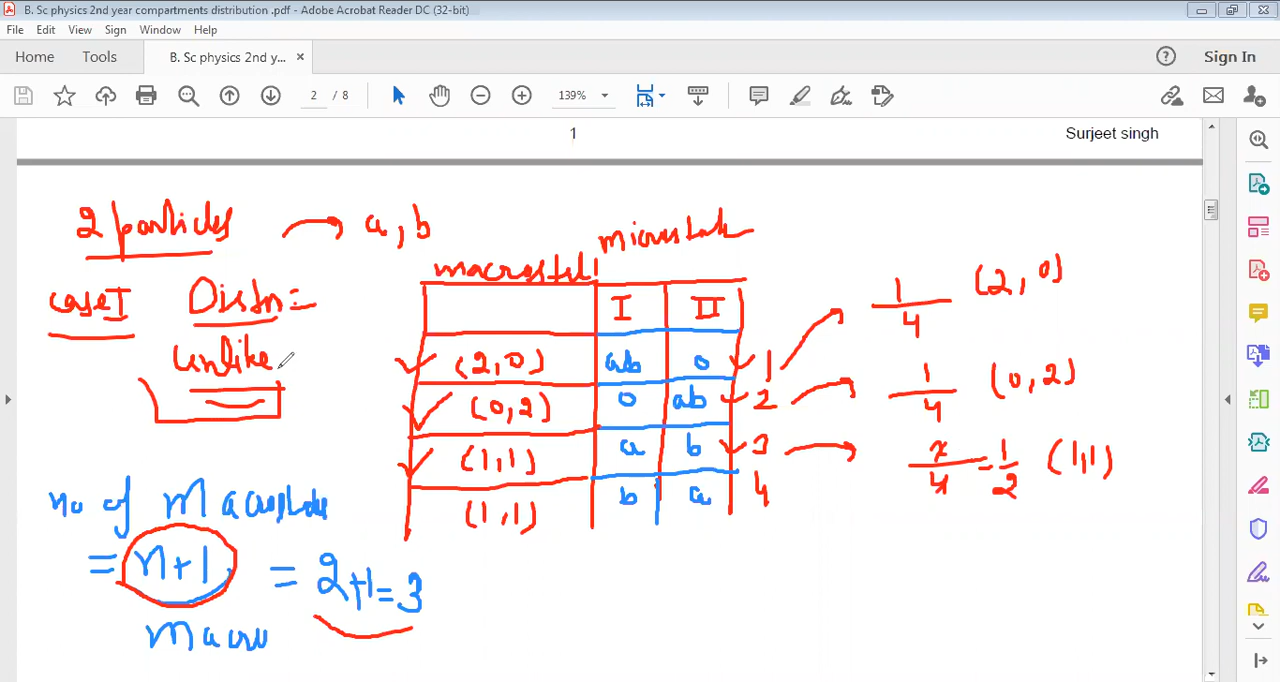 B. Sc physics 2nd year compartments distribution .pdf - Adobe Acrobat Reader DC (32-bit)
File Edit View Sign Window Help
Home Tools B. Sc physics 2nd y... × Sign In
2 / 8 139%
1 Surjeet singh
2 particles → a, b
microstate
macrostate
Case I Distn =
unlike
I II
(2,0) ab 0 1
(0,2) 0 ab 2
(1,1) a b 3
(1,1) b a 4
1/4 (2,0)
1/4 (0,2)
2/4 = 1/2 (1,1)
no of Macrostate
= n+1 = 2+1=3
macro